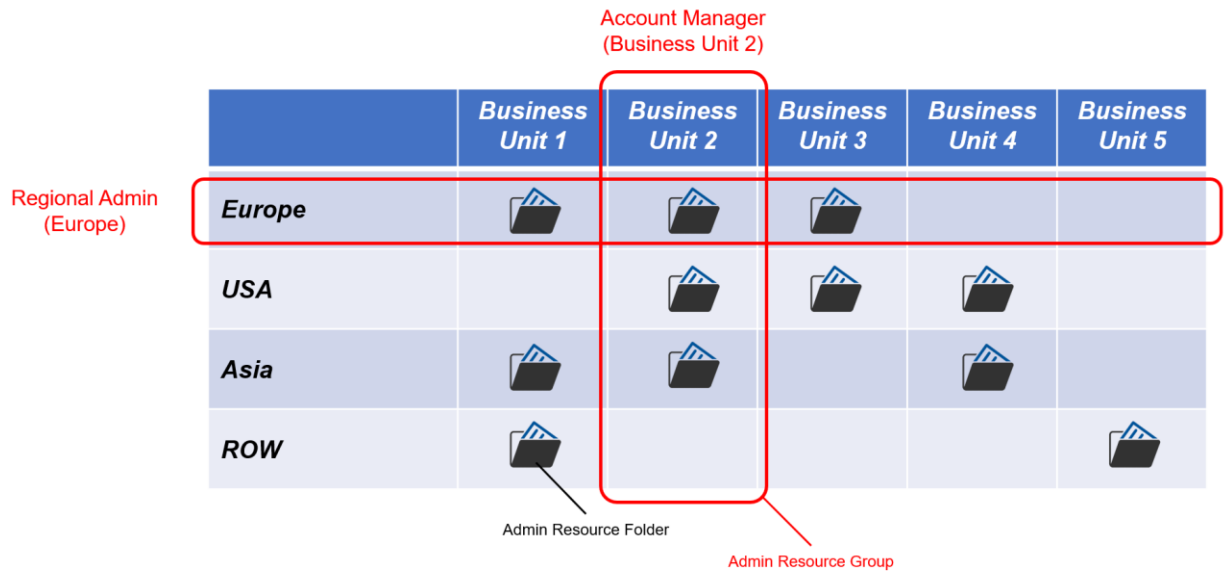 Account Manager
(Business Unit 2)
Business Business Business Business Business
Unit 1 Unit 2 Unit 3 Unit 4 Unit 5
Regional Admin
(Europe)
Europe
USA
Asia
ROW
Admin Resource Folder
Admin Resource Group